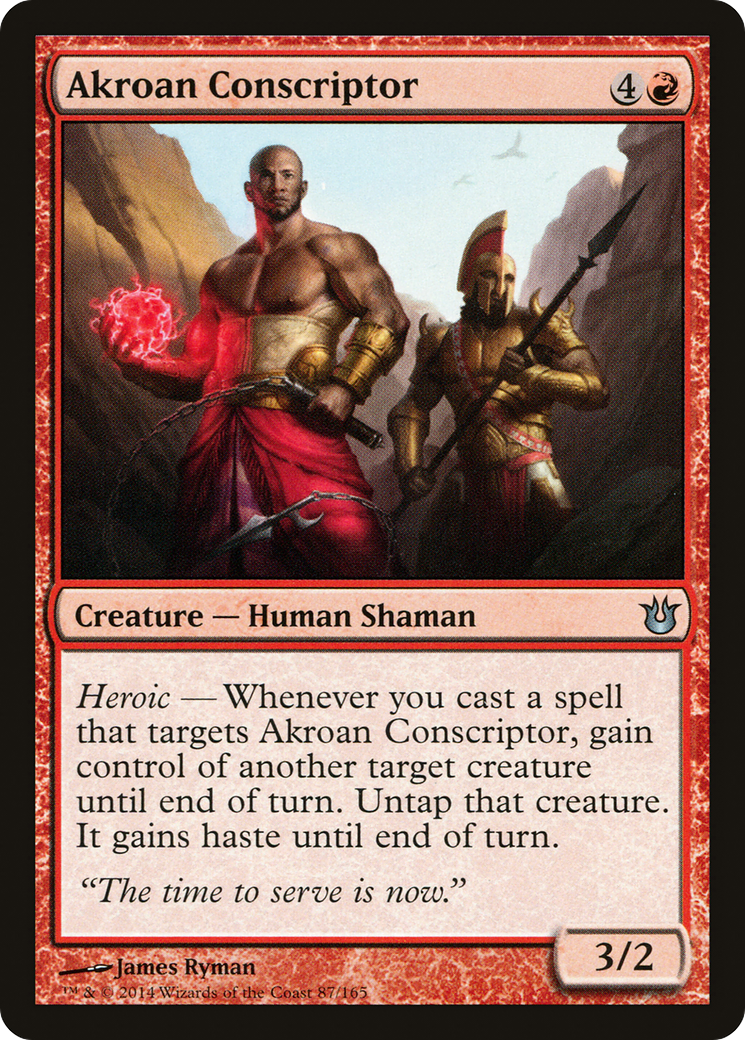 Akroan Conscriptor 4
Creature — Human Shaman
Heroic — Whenever you cast a spell
that targets Akroan Conscriptor, gain
control of another target creature
until end of turn. Untap that creature.
It gains haste until end of turn.
“The time to serve is now.”
3/2
James Ryman
™ & © 2014 Wizards of the Coast 87/165